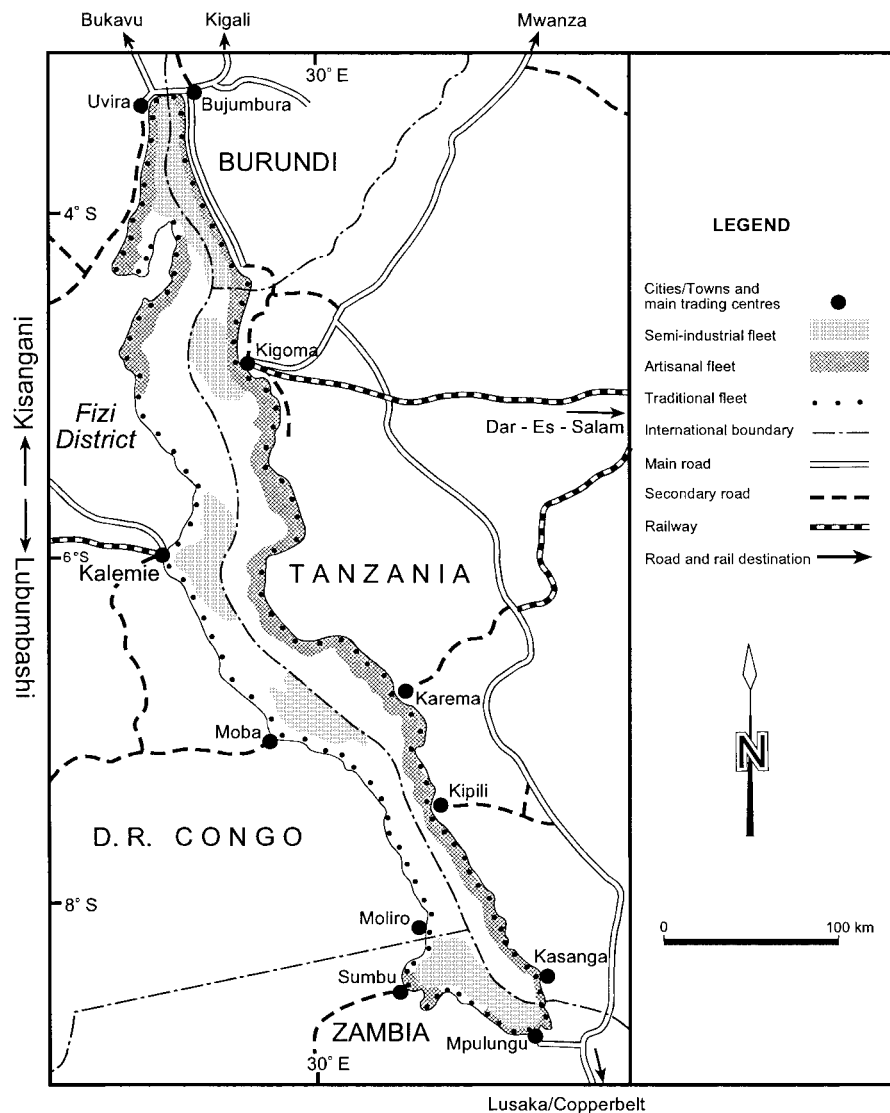 Bukavu
Kigali
Mwanza
30° E
Uvira
Bujumbura
BURUNDI
4° S
Kigoma
Dar - Es - Salam
Fizi
District
Kisangani
Lubumbashi
6°S
Kalemie
TANZANIA
Karema
Moba
Kipili
D. R. CONGO
8° S
Moliro
Kasanga
Sumbu
ZAMBIA
Mpulungu
30° E
Lusaka/Copperbelt
LEGEND
Cities/Towns and
main trading centres
Semi-industrial fleet
Artisanal fleet
Traditional fleet
International boundary
Main road
Secondary road
Railway
Road and rail destination
N
0
100 km